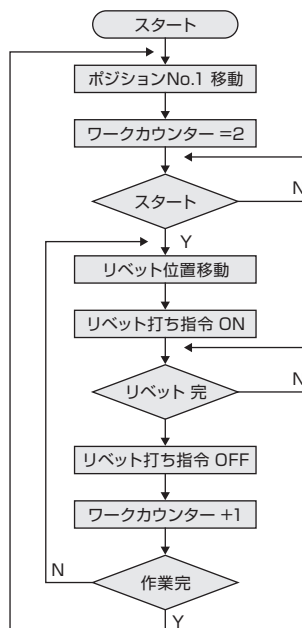 スタート
ポジションNo.1 移動
ワークカウンター =2
スタート
N
Y
リベット位置移動
リベット打ち指令 ON
リベット 完
N
リベット打ち指令 OFF
ワークカウンター +1
N
作業完
Y